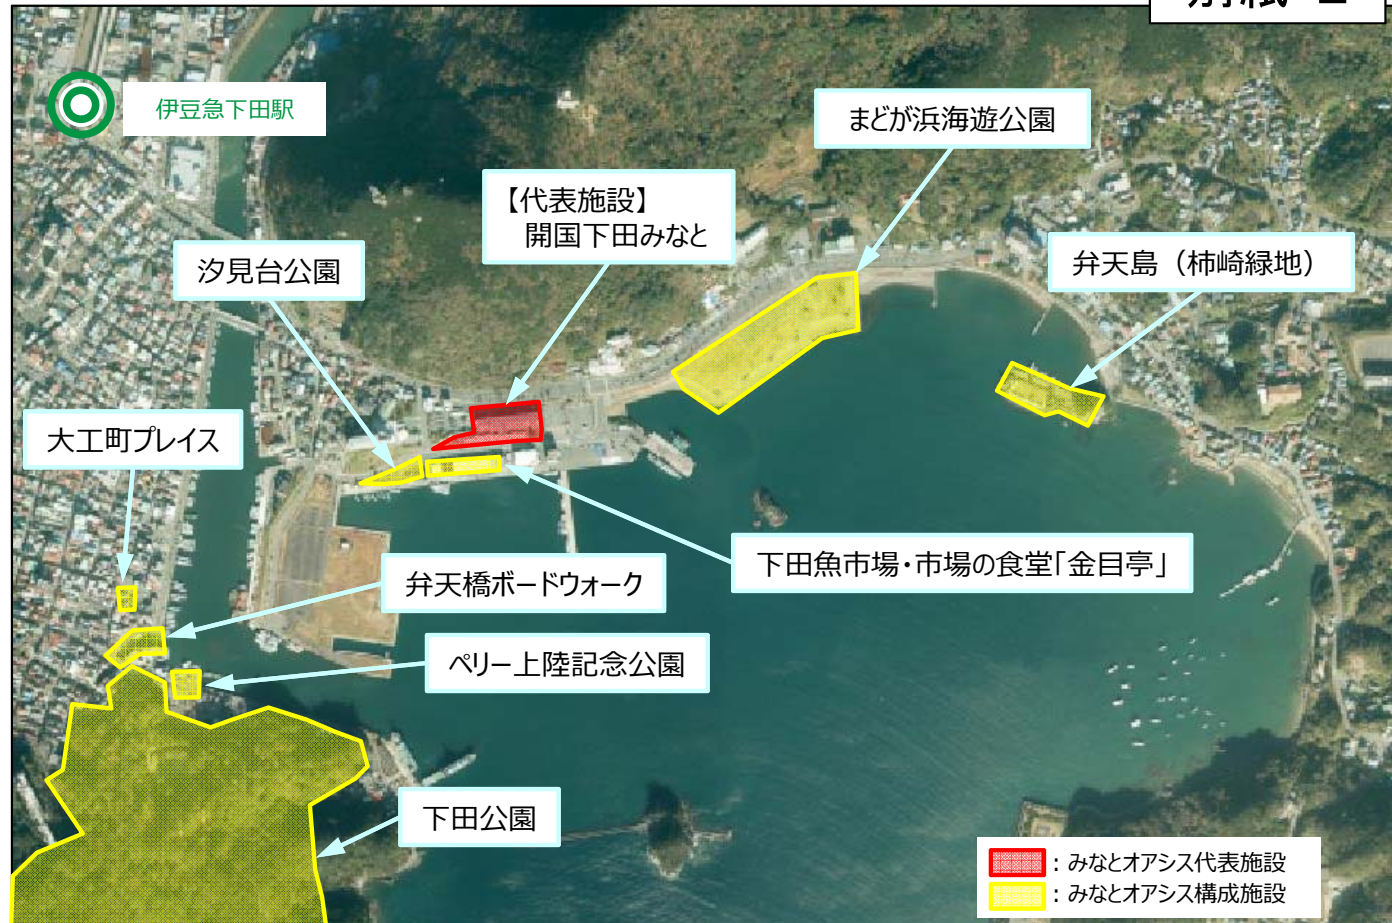 伊豆急下田駅
まどが浜海遊公園
【代表施設】
開国下田みなと
汐見台公園
弁天島（柿崎緑地）
大工町プレイス
下田魚市場・市場の食堂「金目亭」
弁天橋ボードウォーク
ペリー上陸記念公園
下田公園
：みなとオアシス代表施設
：みなとオアシス構成施設